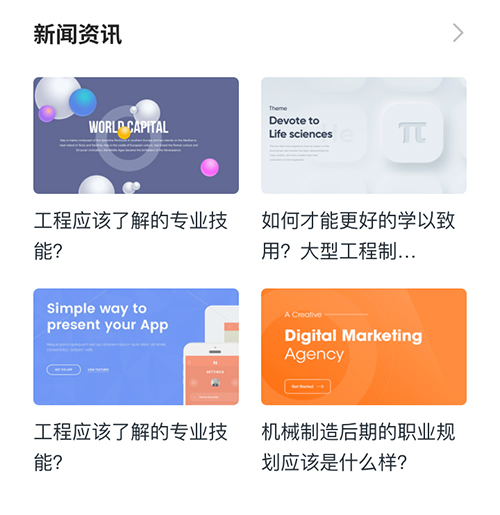 新闻资讯
WORLD CAPITAL
Theme
Devote to
Life sciences
π
工程应该了解的专业技
能？
如何才能更好的学以致
用？大型工程制...
Simple way to
present your App
SETTINGS
A Creative
Digital Marketing
Agency
Get Started
工程应该了解的专业技
能？
机械制造后期的职业规
划应该是什么样？